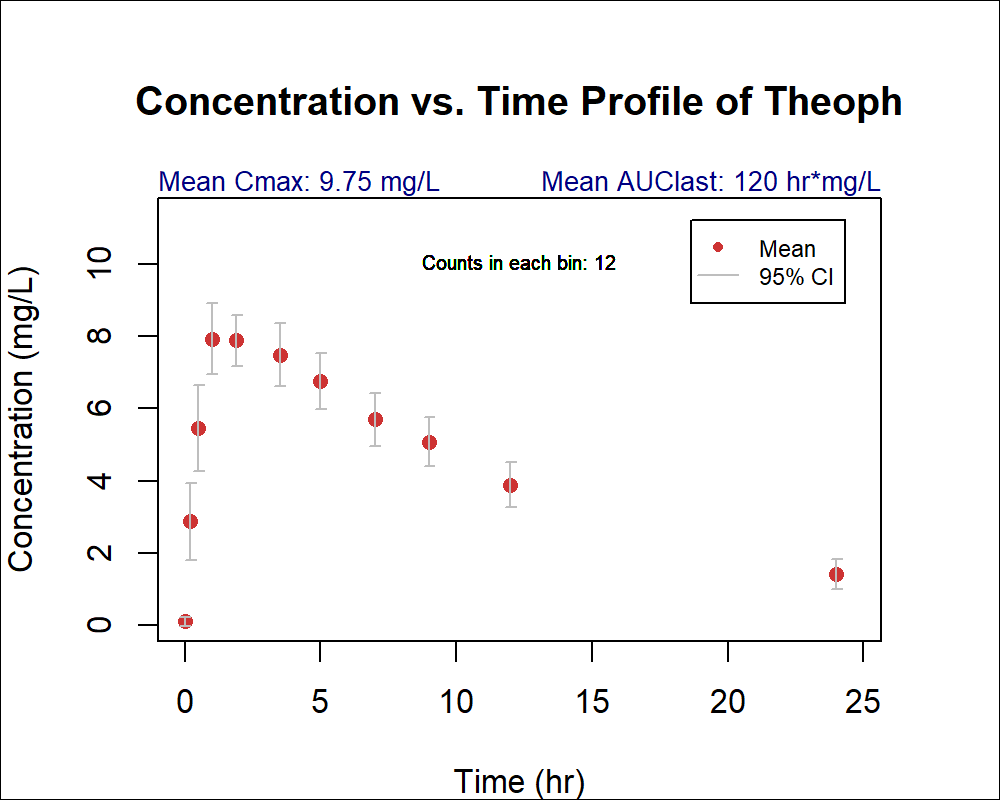 Concentration vs. Time Profile of Theoph
Mean Cmax: 9.75 mg/L
Mean AUClast: 120 hr*mg/L
Counts in each bin: 12
Mean
95% CI
Concentration (mg/L)
10
8
6
4
2
0
0 5 10 15 20 25
Time (hr)